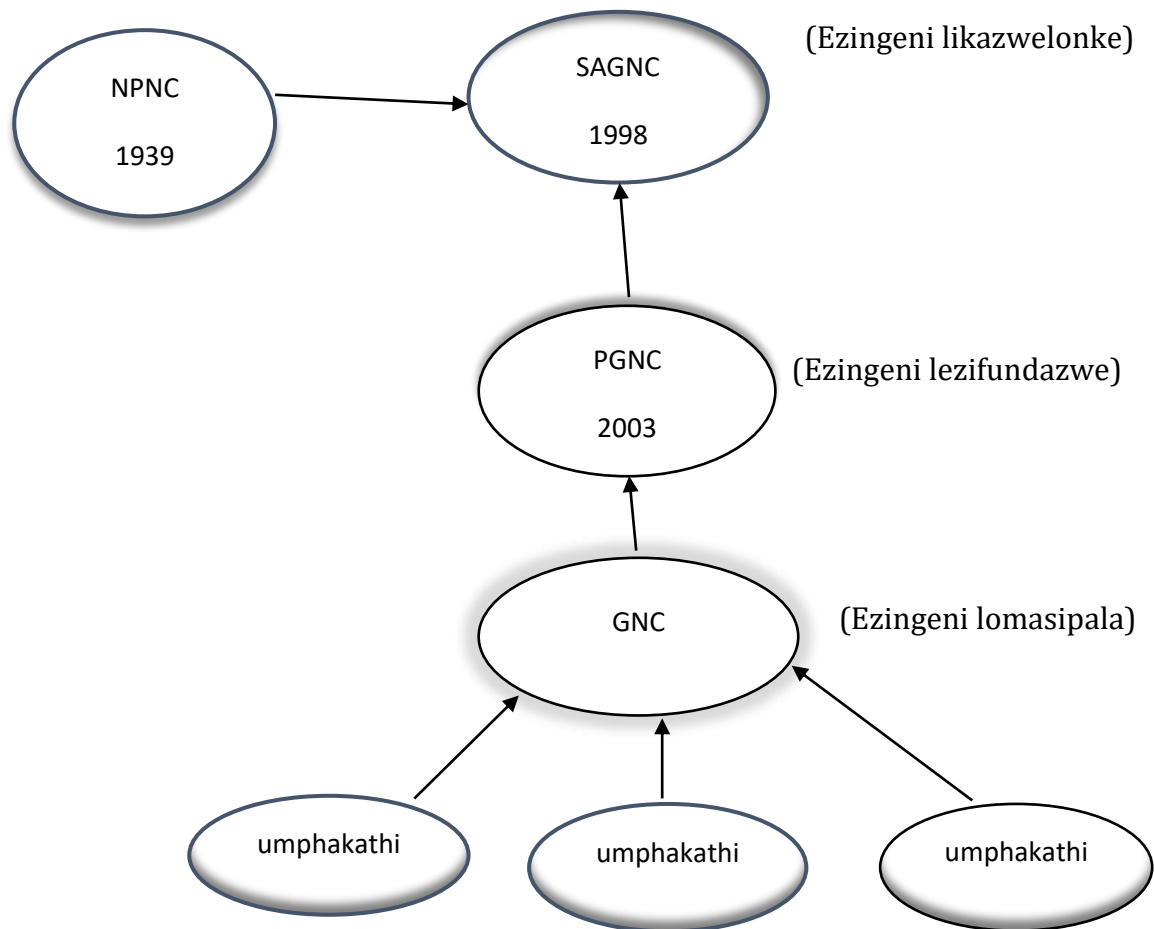 (Ezingeni likazwelonke)
NPNC
1939
SAGNC
1998
PGNC
2003
(Ezingeni lezifundazwe)
GNC
(Ezingeni lomasipala)
umphakathi
umphakathi
umphakathi